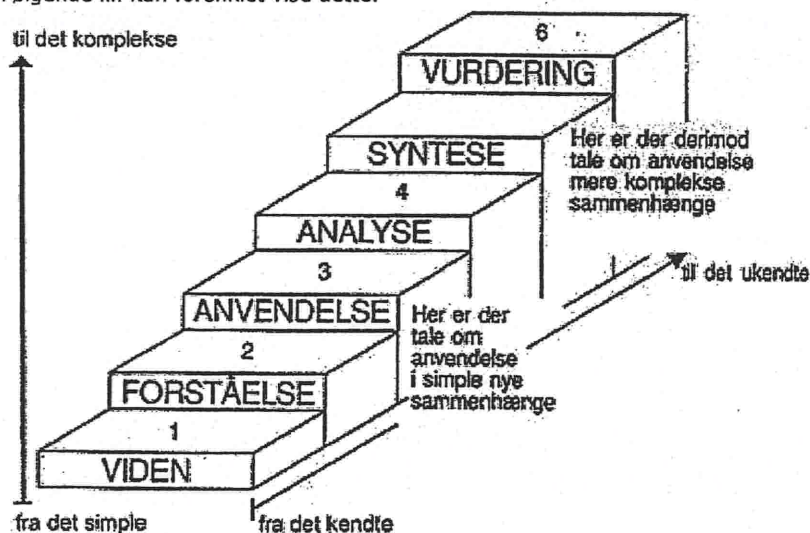 til det komplekse
6
VURDERING
SYNTESE
Her er der derimod
tale om anvendelse
mere komplekse
sammenhænge
4
ANALYSE
til det ukendte
3
ANVENDELSE
Her er der
tale om
anvendelse
i simple nye
sammenhænge
2
FORSTÅELSE
1
VIDEN
fra det simple
fra det kendte